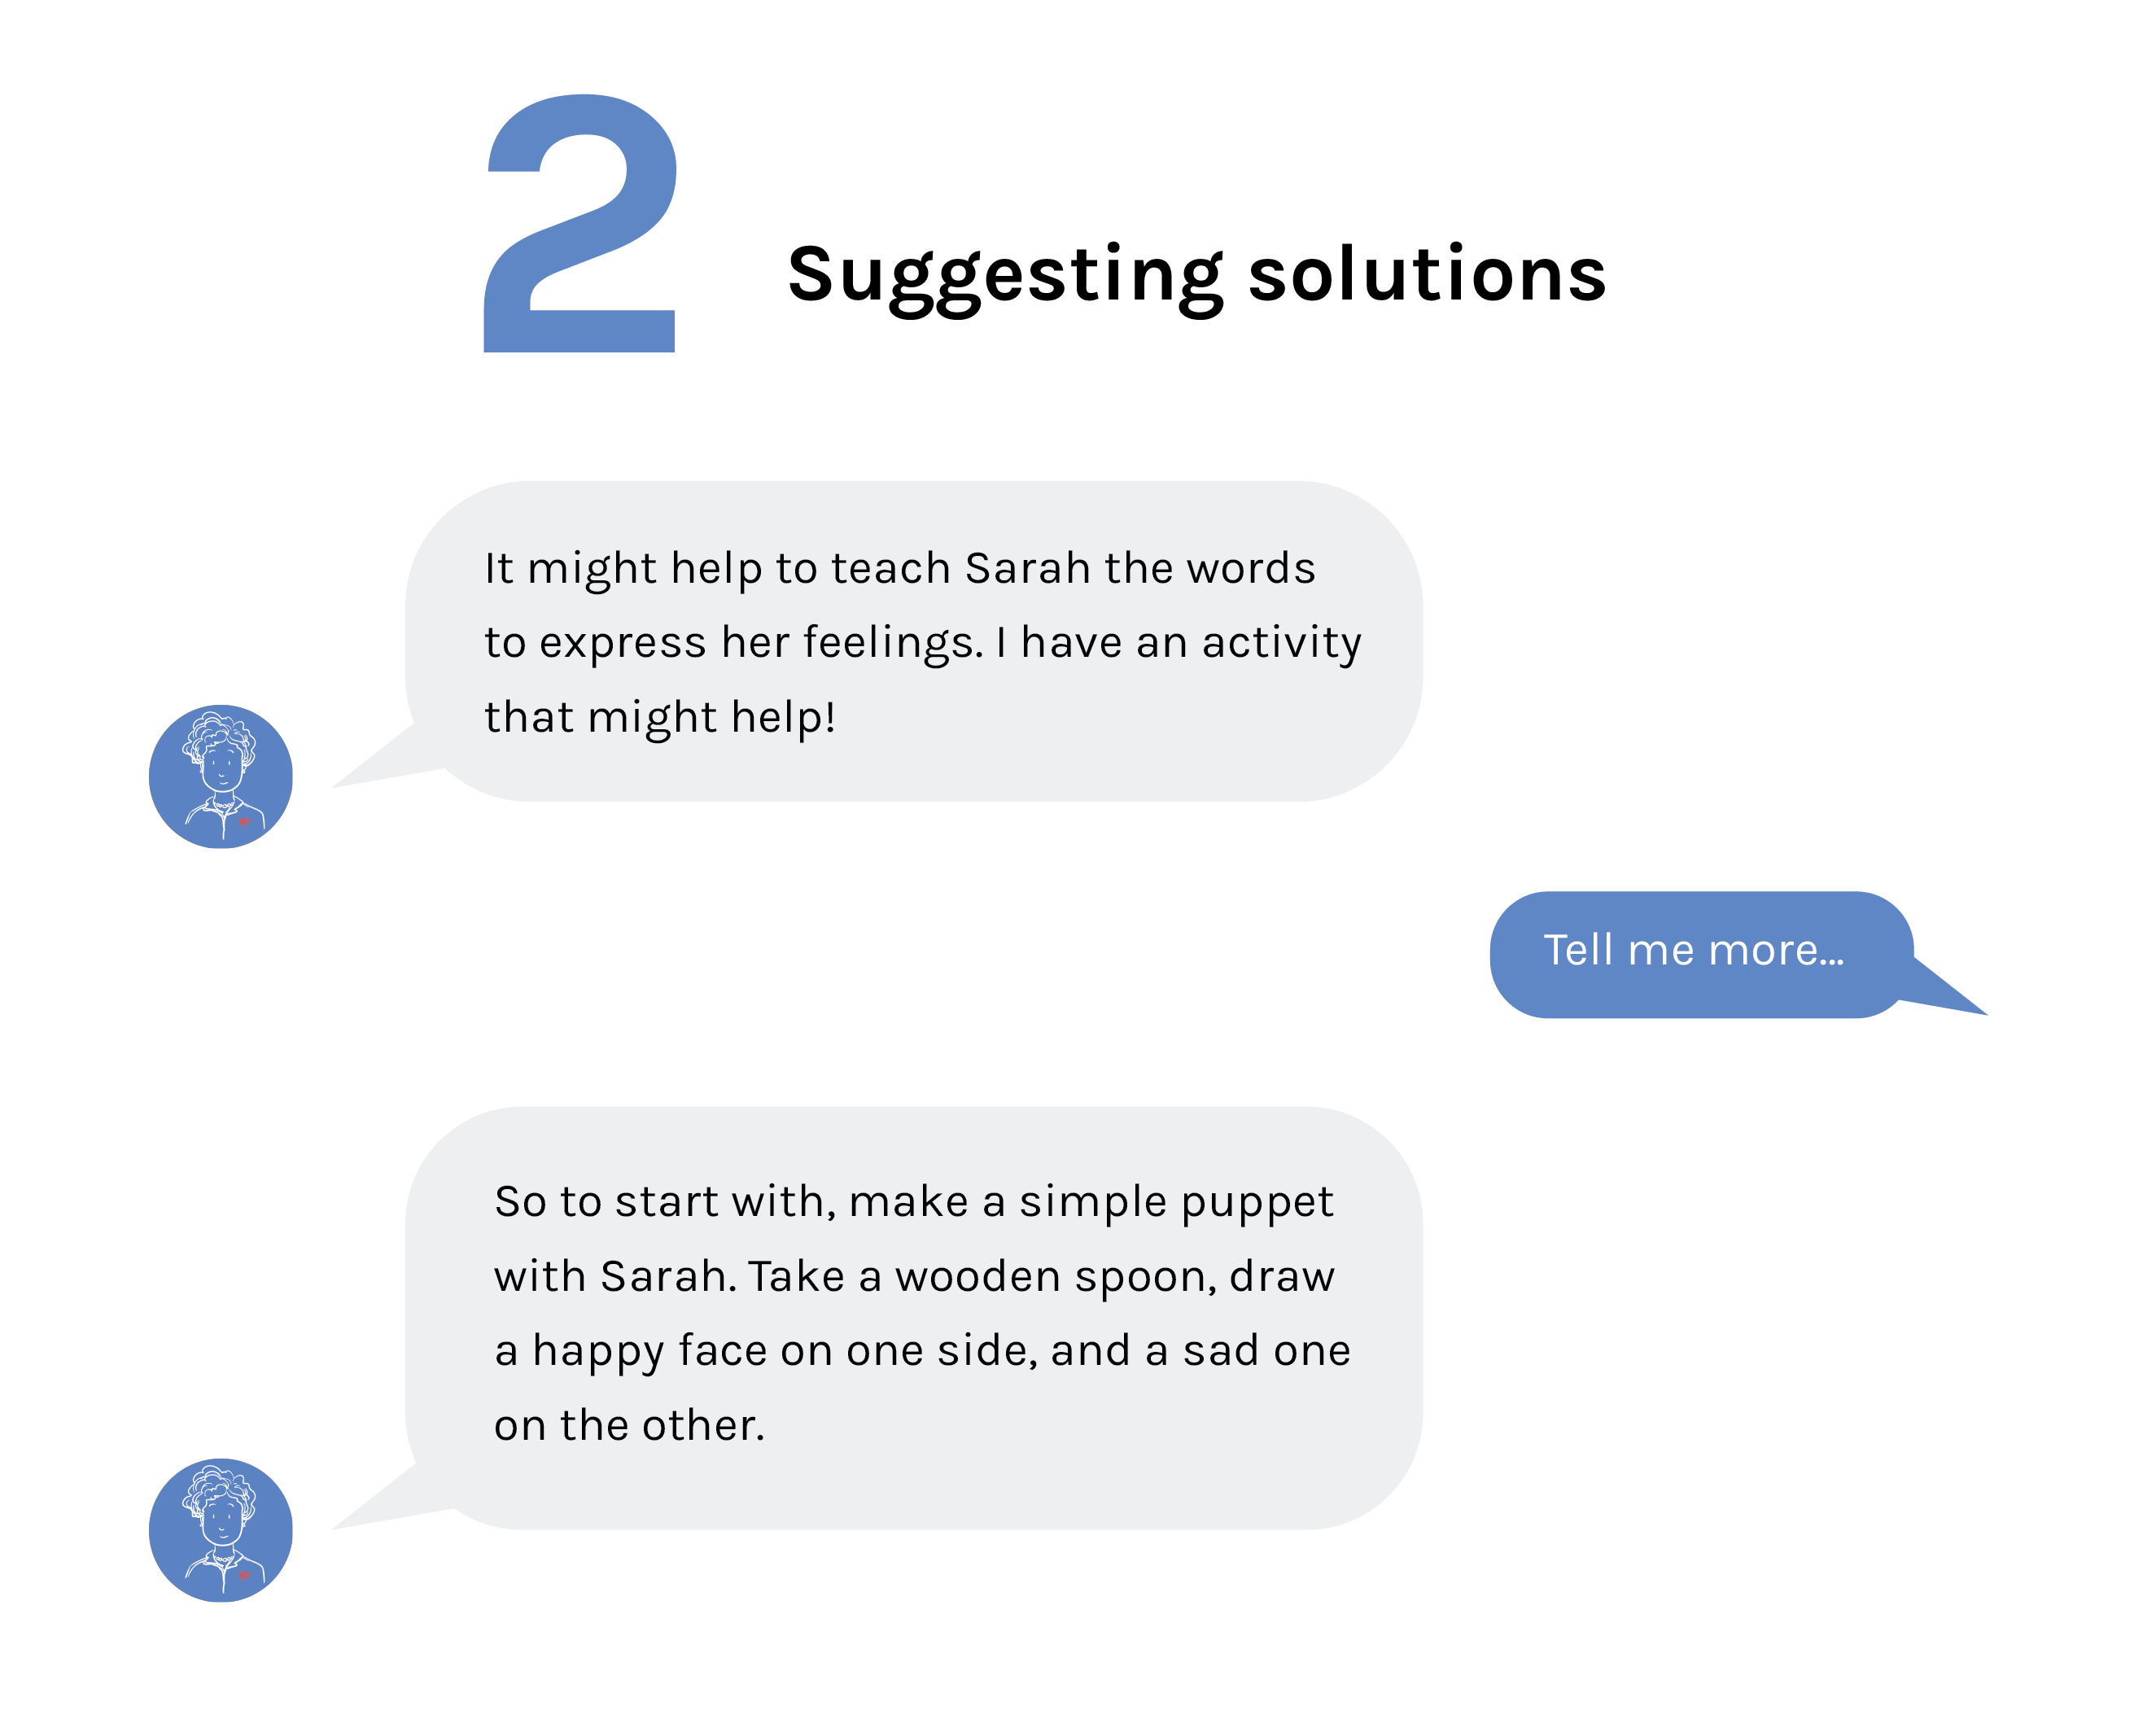 2
Suggesting solutions
It might help to teach Sarah the words
to express her feelings. I have an activity
that might help!
Tell me more...
So to start with, make a simple puppet
with Sarah. Take a wooden spoon, draw
a happy face on one side, and a sad one
on the other.